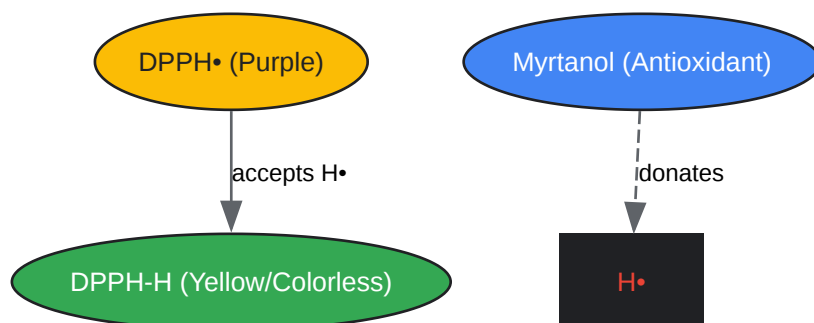 DPPH• (Purple)
Myrtanol (Antioxidant)
accepts H•
donates
DPPH-H (Yellow/Colorless)
H•